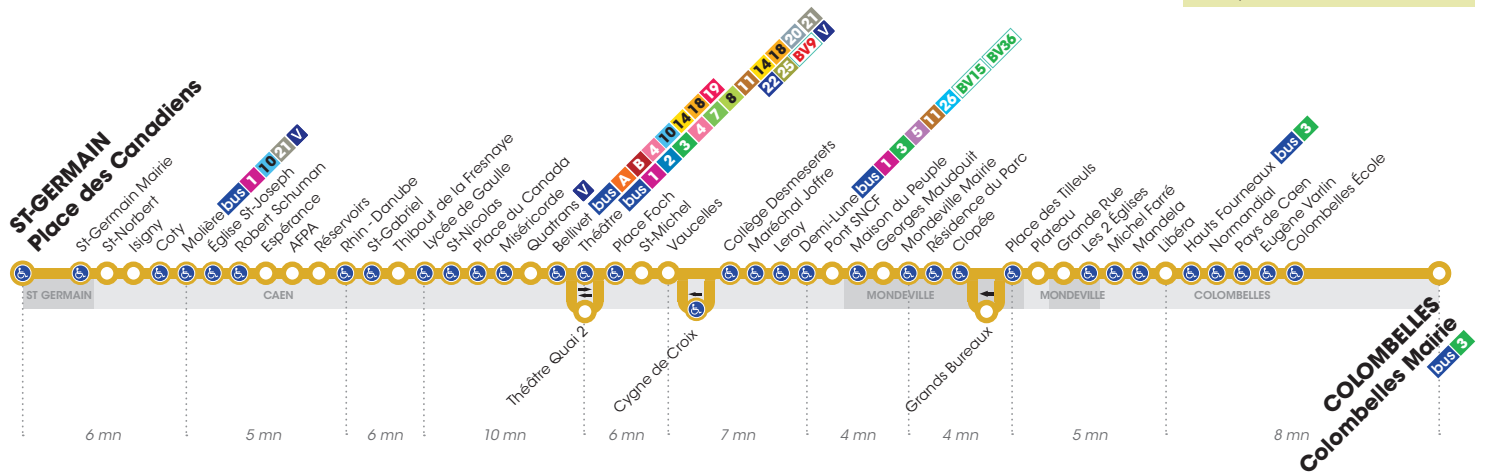 ST-GERMAIN
Place des Canadiens
St-Germain Mairie
St-Norbert
Isigny
Coty
Molière bus 1 10 21 V
Eglise St-Joseph
Robert Schuman
Espérance
AFPA
Réservoirs
Rhin - Danube
St-Gabriel
Thibout de la Fresnaye
Lycée de Gaulle
St-Nicolas
Place du Canada
Miséricorde
Quatrans V
Bellivet bus A B 4 10 14 18 19
Théâtre bus 1 2 3 4 7 8 11 14 18 20 21
22 25 BV9 V
Place Foch
St-Michel
Vaucelles
Collège Desmeserets
Maréchal Joffre
Leroy
Demi-Lune bus 1 3 5 11 26 BV15 BV36
Pont SNCF
Maison du Peuple
Georges Maudouit
Mondeville Mairie
Résidence du Parc
Clopée
Place des Tilleuls
Plateau
Grande Rue
Les 2 Églises
Michel Farré
Mandela
Libéra
Hauts Fourneaux bus 3
Normandial
Pays de Caen
Eugène Varlin
Colombelles École
ST GERMAIN
CAEN
MONDEVILLE
MONDEVILLE
COLOMBELLES
Théâtre Quai 2
Cygne de Croix
Grands Bureaux
COLOMBELLES
Colombelles Mairie
bus 3
6 mn
5 mn
6 mn
10 mn
6 mn
7 mn
4 mn
4 mn
5 mn
8 mn